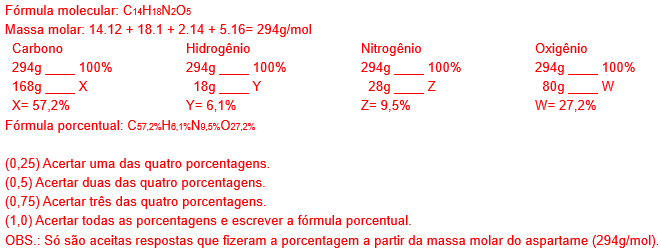 Fórmula molecular: C14H18N2O5
Massa molar: 14.12 + 18.1 + 2.14 + 5.16= 294g/mol
Carbono Hidrogênio Nitrogênio Oxigênio
294g ____ 100% 294g ____ 100% 294g ____ 100% 294g ____ 100%
168g ____ X 18g ____ Y 28g ____ Z 80g ____ W
X= 57,2% Y= 6,1% Z= 9,5% W= 27,2%
Fórmula porcentual: C57,2%H6,1%N9,5%O27,2%
(0,25) Acertar uma das quatro porcentagens.
(0,5) Acertar duas das quatro porcentagens.
(0,75) Acertar três das quatro porcentagens.
(1,0) Acertar todas as porcentagens e escrever a fórmula porcentual.
OBS.: Só são aceitas respostas que fizeram a porcentagem a partir da massa molar do aspartame (294g/mol).